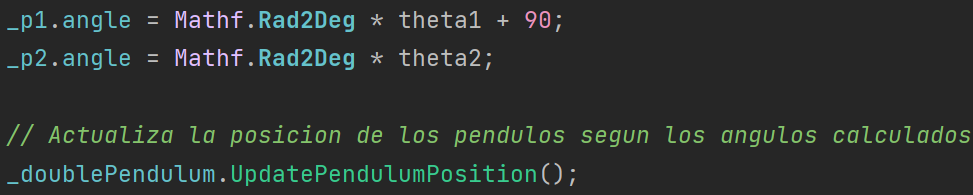 _p1.angle = Mathf.Rad2Deg * theta1 + 90;
_p2.angle = Mathf.Rad2Deg * theta2;
// Actualiza la posicion de los pendulos segun los angulos calculados
_doublePendulum.UpdatePendulumPosition();